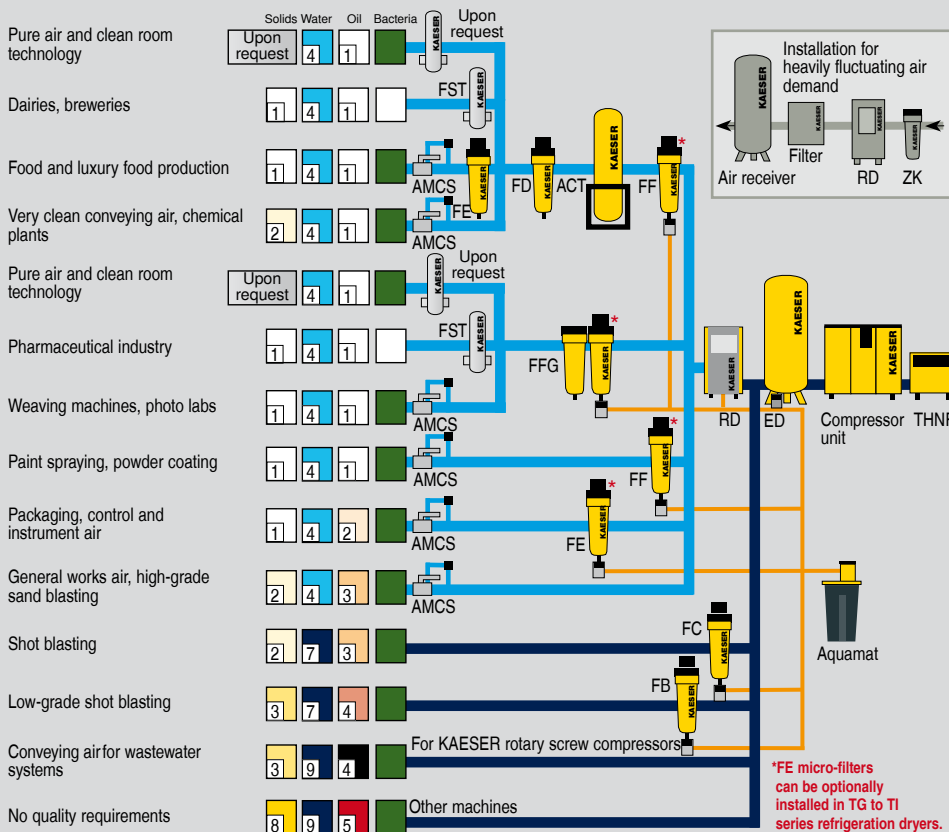 Solids Water Oil Bacteria
Pure air and clean room
technology
Upon
request
4
1
KAESER
Upon
request
Dairies, breweries
1
4
1
FST
KAESER
Food and luxury food production
1
4
1
AMCS
KAESER
FE
FD
KAESER
ACT
KAESER
FF
KAESER
*
Very clean conveying air, chemical
plants
2
4
1
AMCS
Installation for
heavily fluctuating air
demand
KAESER
KAESER
KAESER
KAESER
Filter
Air receiver
RD
ZK
Pure air and clean room
technology
Upon
request
4
1
KAESER
Upon
request
Pharmaceutical industry
1
4
1
FST
KAESER
FFG
KAESER
*
Weaving machines, photo labs
1
4
1
AMCS
KAESER
RD
KAESER
ED
KAESER
Compressor
unit
THNF
Paint spraying, powder coating
1
4
1
FF
KAESER
*
Packaging, control and
instrument air
1
4
2
AMCS
FE
KAESER
*
General works air, high-grade
sand blasting
2
4
3
AMCS
Aquamat
Shot blasting
2
7
3
FC
KAESER
Low-grade shot blasting
3
7
4
FB
KAESER
Conveying air for wastewater
systems
3
9
4
For KAESER rotary screw compressors
No quality requirements
8
9
5
Other machines
*FE micro-filters
can be optionally
installed in TG to TI
series refrigeration dryers.